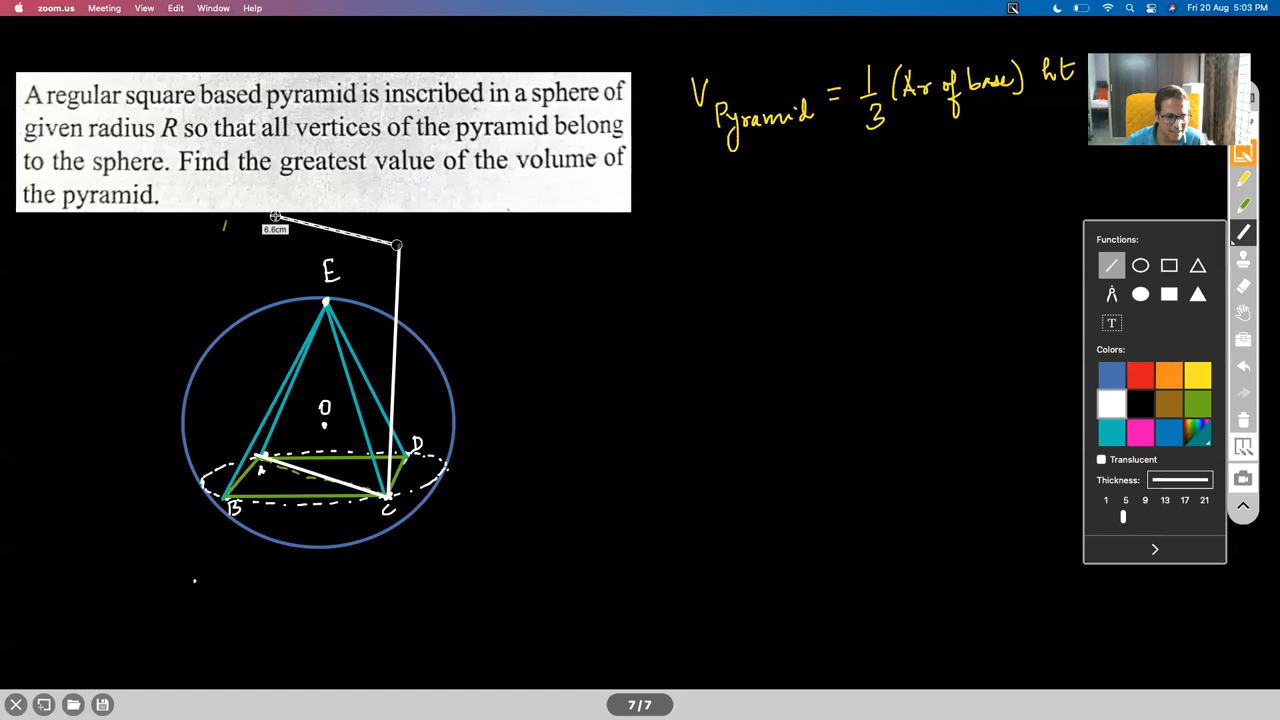 zoom.us Meeting View Edit Window Help Fri 20 Aug 5:03 PM
A regular square based pyramid is inscribed in a sphere of
given radius R so that all vertices of the pyramid belong
to the sphere. Find the greatest value of the volume of
the pyramid.
V Pyramid = 1/3 (Ar of base) ht
6.6cm
E
O
A
D
B
C
Functions:
T
Colors:
Translucent
Thickness:
1 5 9 13 17 21
7/7